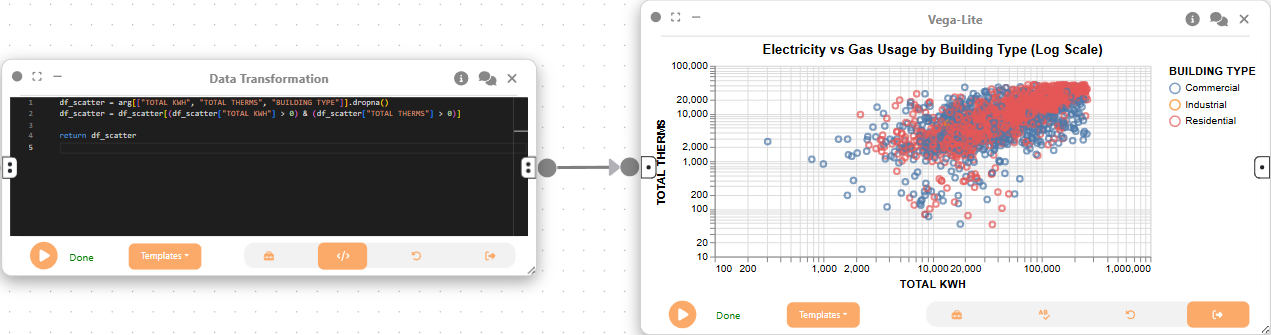 Data Transformation
1 df_scatter = arg[["TOTAL KWH", "TOTAL THERMS", "BUILDING TYPE"]].dropna()
2 df_scatter = df_scatter[(df_scatter["TOTAL KWH"] > 0) & (df_scatter["TOTAL THERMS"] > 0)]
3
4 return df_scatter
5
Done
Templates
</>
Vega-Lite
Electricity vs Gas Usage by Building Type (Log Scale)
TOTAL THERMS
100,000
20,000
10,000
2,000
1,000
200
100
20
10
100 200 1,000 2,000 10,000 20,000 100,000 1,000,000
TOTAL KWH
BUILDING TYPE
Commercial
Industrial
Residential
Done
Templates
AB